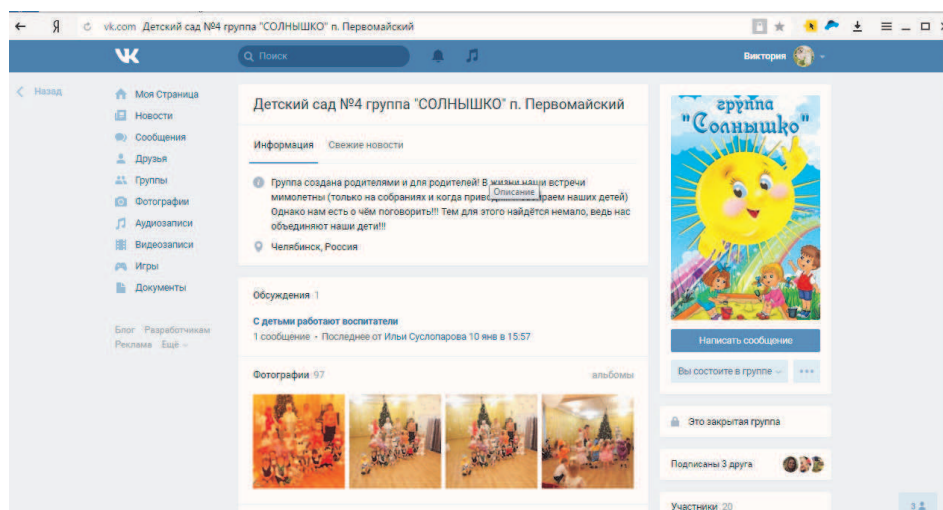 vk.com Детский сад №4 группа "СОЛНЫШКО" п. Первомайский
Поиск
Виктория
Назад
Моя Страница
Новости
Сообщения
Друзья
Группы
Фотографии
Аудиозаписи
Видеозаписи
Игры
Документы
Блог Разработчикам
Реклама Ещё
Детский сад №4 группа "СОЛНЫШКО" п. Первомайский
Информация Свежие новости
Группа создана родителями и для родителей! В жизни наши встречи
мимолетны (только на собраниях и когда наших детей)
Описание
Однако нам есть о чём поговорить!!! Тем для этого найдётся немало, ведь нас
объединяют наши дети!!!
Челябинск, Россия
Обсуждения 1
С детьми работают воспитатели
1 сообщение - Последнее от Ильи Суслопарова 10 янв в 15:57
Фотографии 97 альбомы
группа
"Солнышко"
Написать сообщение
Вы состоите в группе
Это закрытая группа
Подписаны 3 друга
Участники 20
3